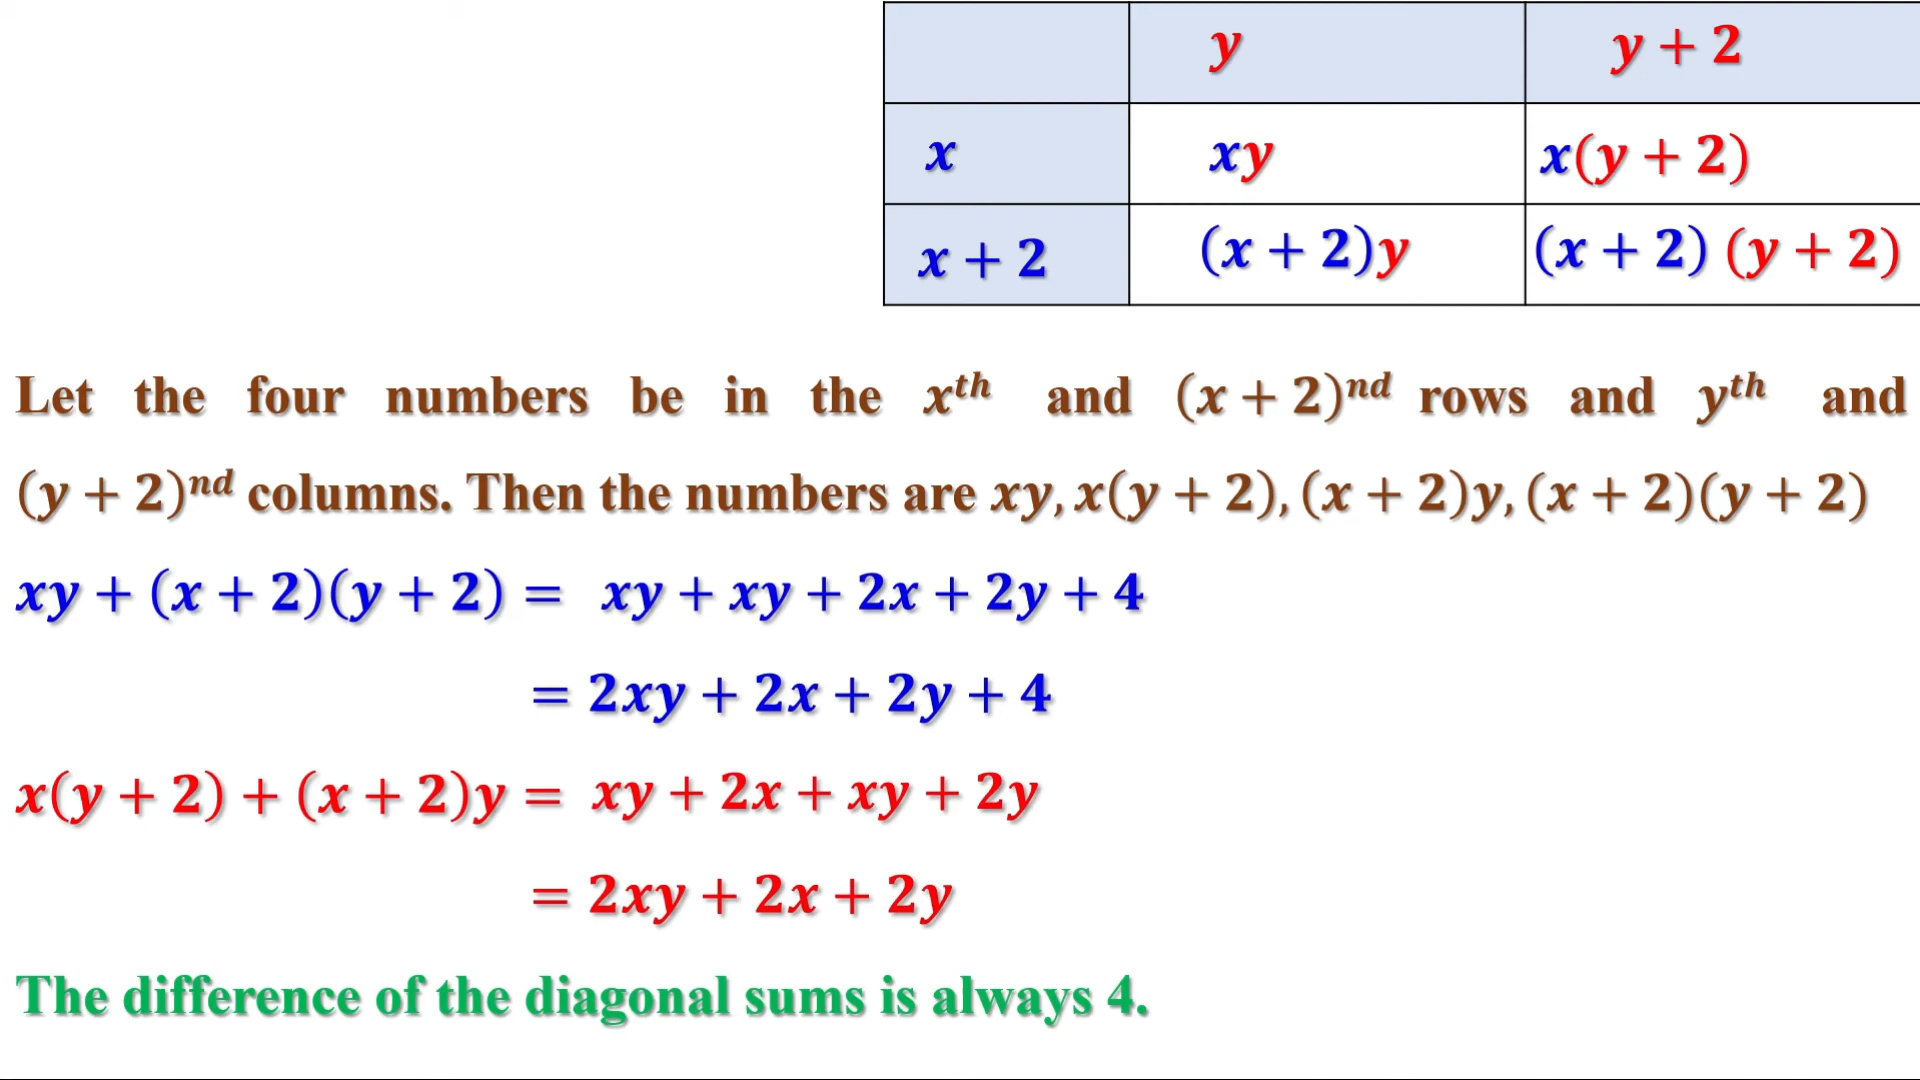 y y + 2
x xy x(y + 2)
x + 2 (x + 2)y (x + 2) (y + 2)
Let the four numbers be in the xᵗʰ and (x + 2)ⁿᵈ rows and yᵗʰ and
(y + 2)ⁿᵈ columns. Then the numbers are xy, x(y + 2), (x + 2)y, (x + 2)(y + 2)
xy + (x + 2)(y + 2) = xy + xy + 2x + 2y + 4
= 2xy + 2x + 2y + 4
x(y + 2) + (x + 2)y = xy + 2x + xy + 2y
= 2xy + 2x + 2y
The difference of the diagonal sums is always 4.